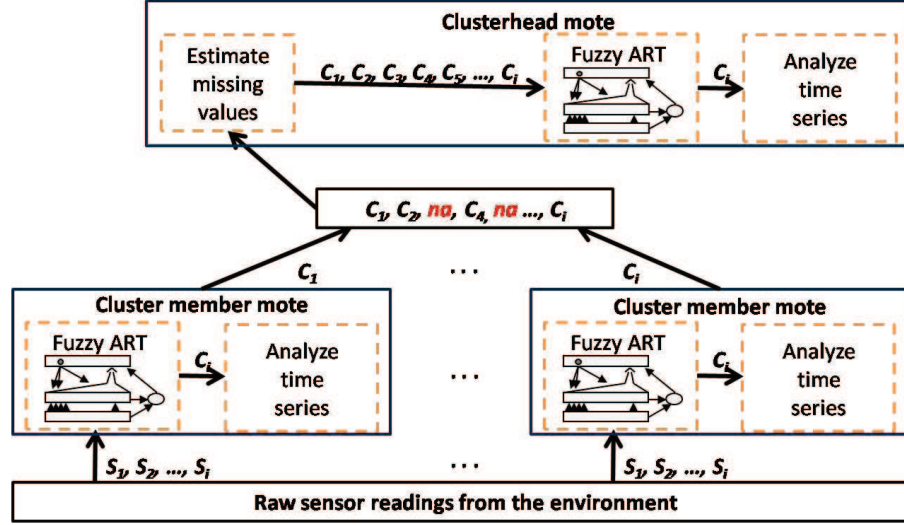 Clusterhead mote
Estimate
missing
values
C1, C2, C3, C4, C5, ..., Ci
Fuzzy ART
Ci
Analyze
time
series
C1, C2, na, C4, na ..., Ci
C1
...
Ci
Cluster member mote
Fuzzy ART
Ci
Analyze
time
series
...
Cluster member mote
Fuzzy ART
Ci
Analyze
time
series
S1, S2, ..., Si
...
S1, S2, ..., Si
Raw sensor readings from the environment